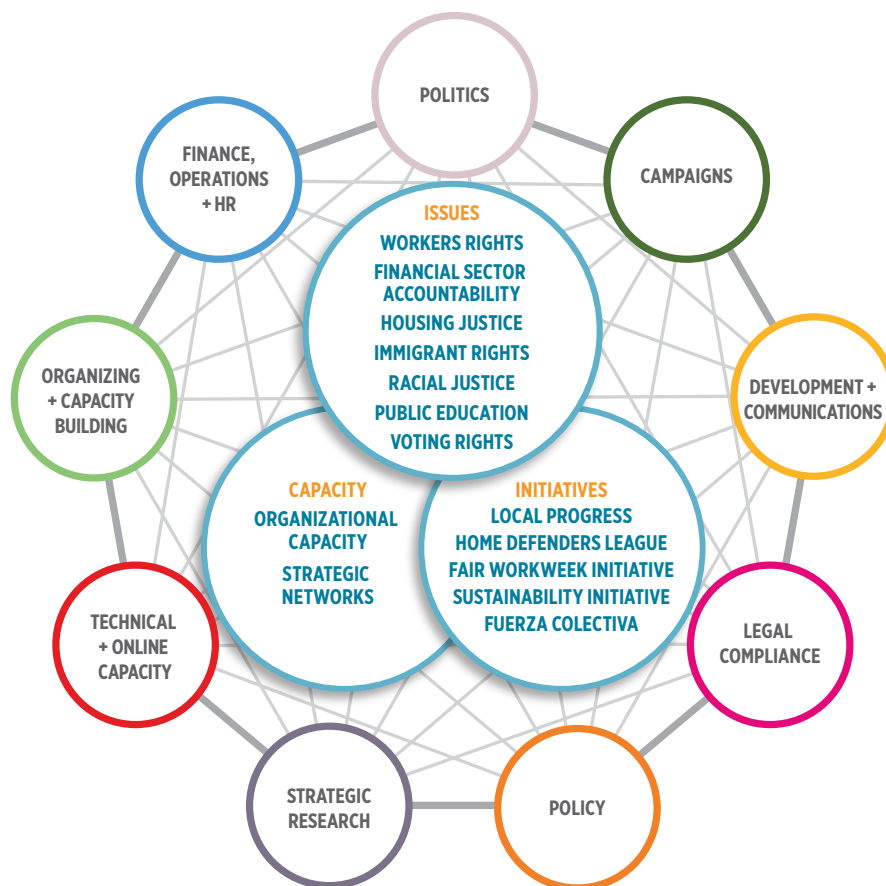 POLITICS
CAMPAIGNS
DEVELOPMENT +
COMMUNICATIONS
LEGAL
COMPLIANCE
POLICY
STRATEGIC
RESEARCH
TECHNICAL
+ ONLINE
CAPACITY
ORGANIZING
+ CAPACITY
BUILDING
FINANCE,
OPERATIONS
+ HR
ISSUES
WORKERS RIGHTS
FINANCIAL SECTOR
ACCOUNTABILITY
HOUSING JUSTICE
IMMIGRANT RIGHTS
RACIAL JUSTICE
PUBLIC EDUCATION
VOTING RIGHTS
CAPACITY
ORGANIZATIONAL
CAPACITY
STRATEGIC
NETWORKS
INITIATIVES
LOCAL PROGRESS
HOME DEFENDERS LEAGUE
FAIR WORKWEEK INITIATIVE
SUSTAINABILITY INITIATIVE
FUERZA COLECTIVA